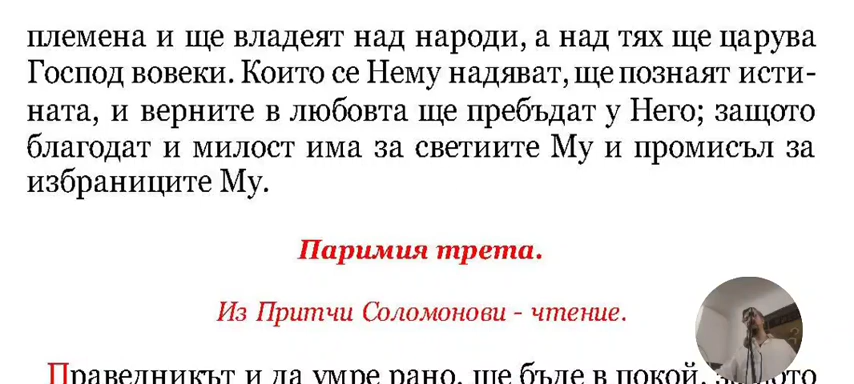 племена и ще владеят над народи, а над тях ще царува
Господ вовеки. Които се Нему надяват, ще познаят исти-
ната, и верните в любовта ще пребъдат у Него; защото
благодат и милост има за светиите Му и промисъл за
избраниците Му.
Паримия трета.
Из Притчи Соломонови - чтение.
Праведникът и да умре рано, ще бъде в покой,